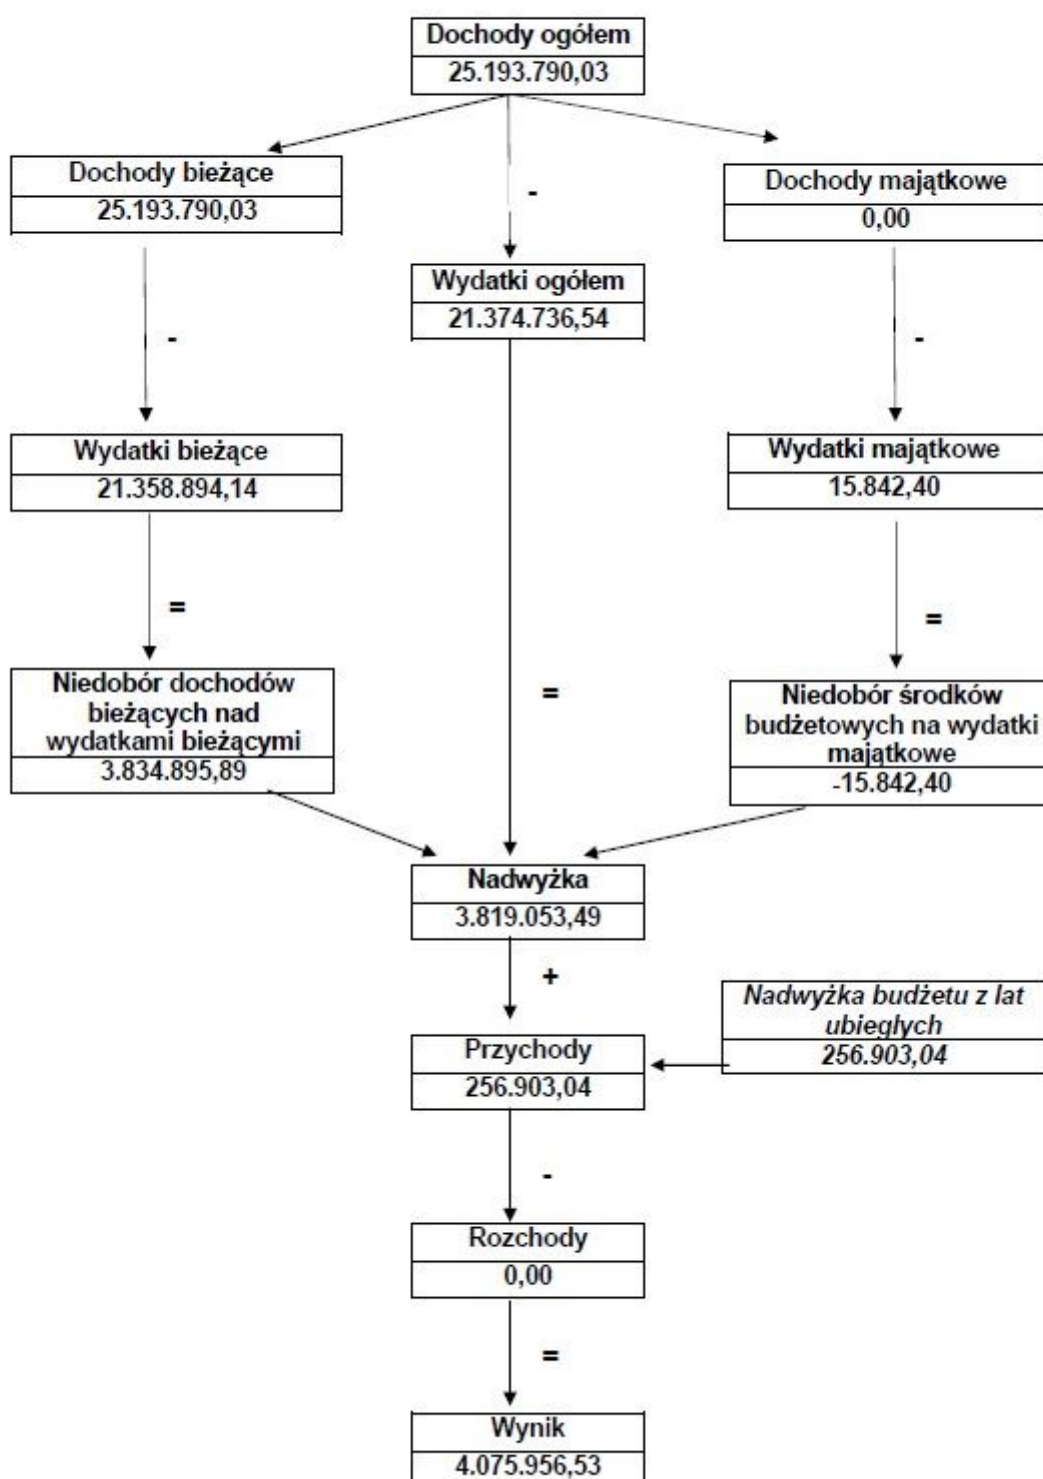 Dochody ogółem
25.193.790,03
Dochody bieżące
25.193.790,03
-
Dochody majątkowe
0,00
Wydatki ogółem
21.374.736,54
-
-
Wydatki bieżące
21.358.894,14
Wydatki majątkowe
15.842,40
=
=
=
Niedobór dochodów
bieżących nad
wydatkami bieżącymi
3.834.895,89
Niedobór środków
budżetowych na wydatki
majątkowe
-15.842,40
Nadwyżka
3.819.053,49
+
Nadwyżka budżetu z lat
ubiegłych
256.903,04
Przychody
256.903,04
-
Rozchody
0,00
=
Wynik
4.075.956,53